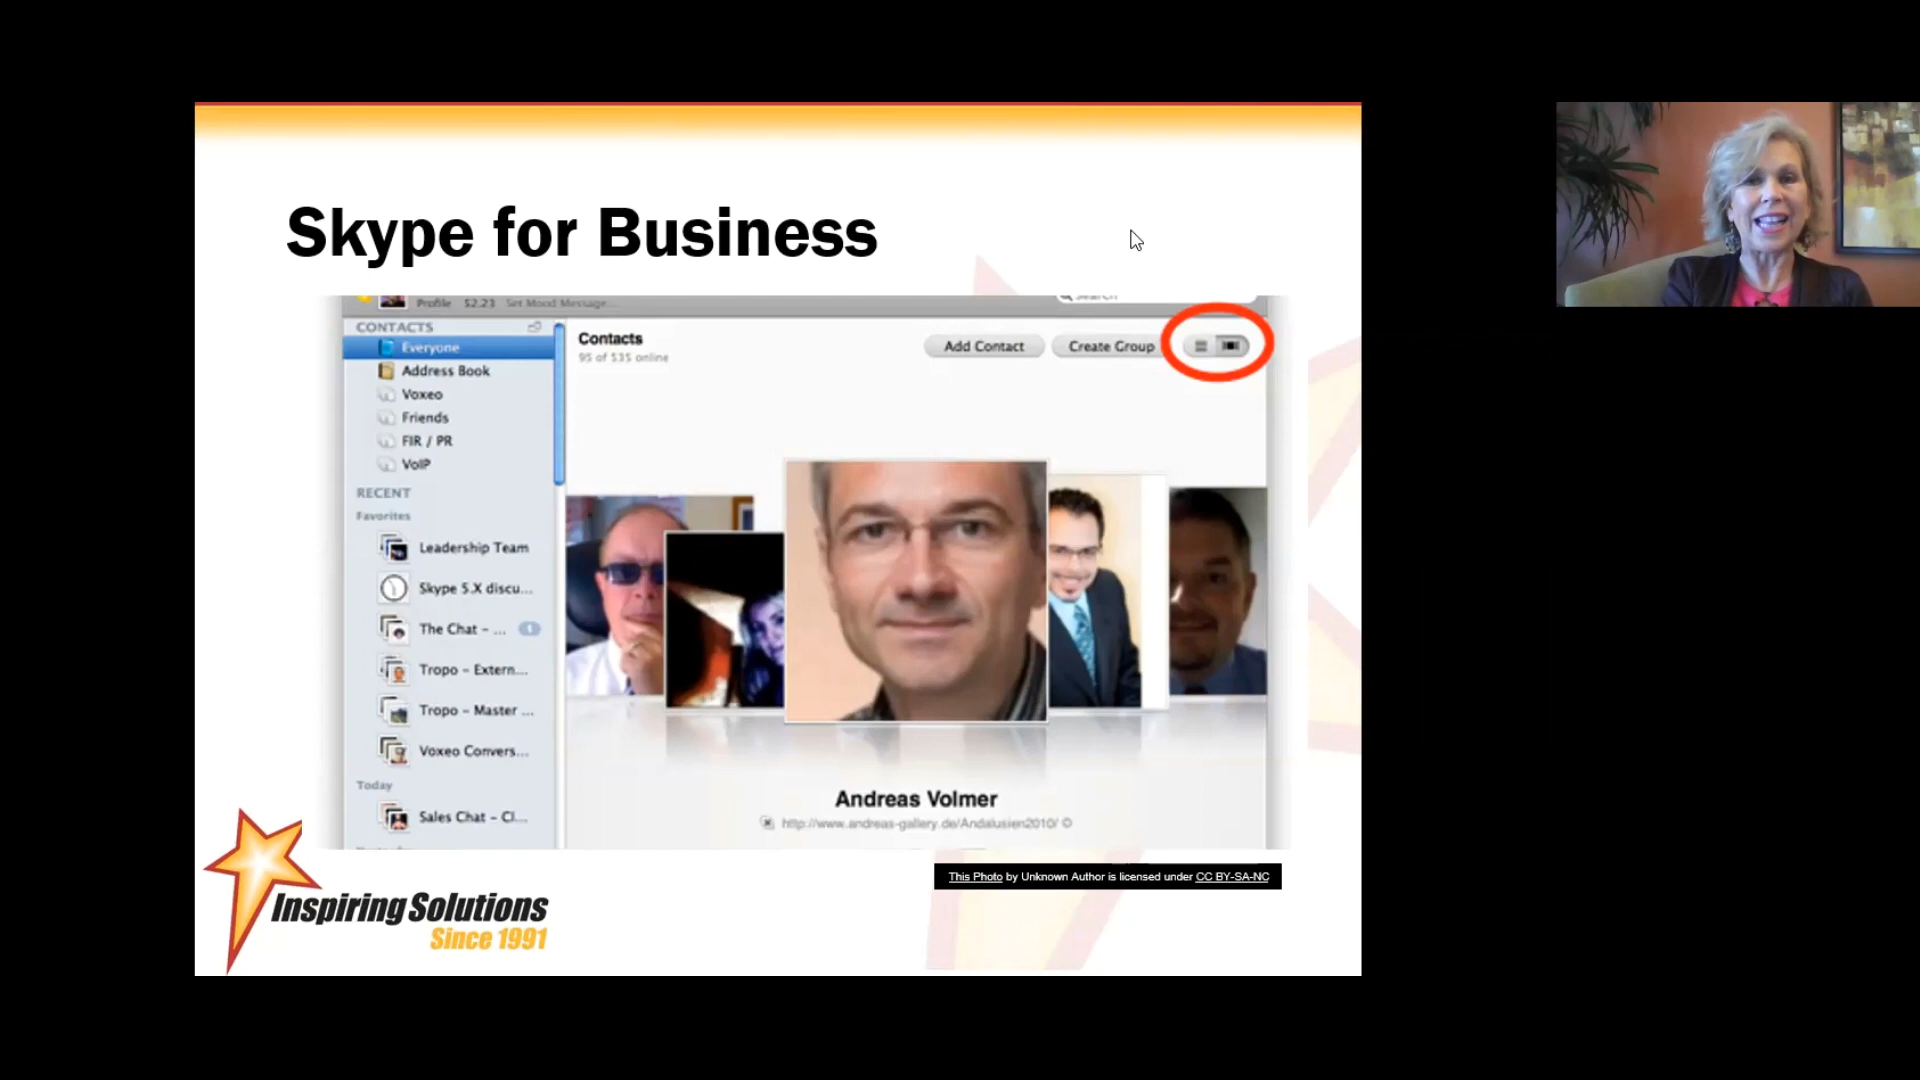 Skype for Business
Profile $2.23 Set Mood Message...
Search
CONTACTS
Everyone
Address Book
Voxeo
Friends
FIR / PR
VoIP
RECENT
Favorites
Leadership Team
Skype 5.X discu...
The Chat – ... 1
Tropo – Extern...
Tropo – Master ...
Voxeo Convers...
Today
Sales Chat – Cl...
Contacts
95 of 535 online
Add Contact
Create Group
Andreas Volmer
http://www.andreas-gallery.de/Andalusien2010/ ©
This Photo by Unknown Author is licensed under CC BY-SA-NC
Inspiring Solutions
Since 1991